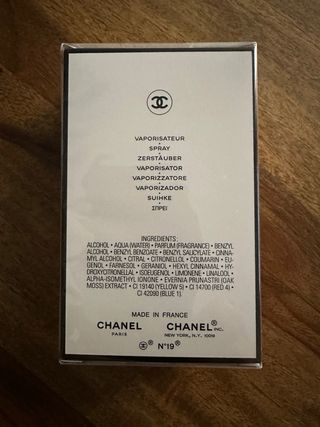 VAPORISATEUR
SPRAY
ZERSTÄUBER
VAPORISATOR
VAPORIZZATORE
VAPORIZADOR
SUIHKE
ΣΠΡΕΪ
INGREDIENTS:
ALCOHOL • AQUA (WATER) • PARFUM (FRAGRANCE) • BENZYL
ALCOHOL • BENZYL BENZOATE • BENZYL SALICYLATE • CINNA-
MYL ALCOHOL • CITRAL • CITRONELLOL • COUMARIN • EU-
GENOL • FARNESOL • GERANIOL • HEXYL CINNAMAL • HY-
DROXYCITRONELLAL • ISOEUGENOL • LIMONENE • LINALOOL •
ALPHA-ISOMETHYL IONONE • EVERNIA PRUNASTRI (OAK
MOSS) EXTRACT • CI 19140 (YELLOW 5) • CI 14700 (RED 4) •
CI 42090 (BLUE 1).
MADE IN FRANCE
CHANEL CHANEL® INC.
PARIS NEW YORK, N.Y. 10019
® N°19®